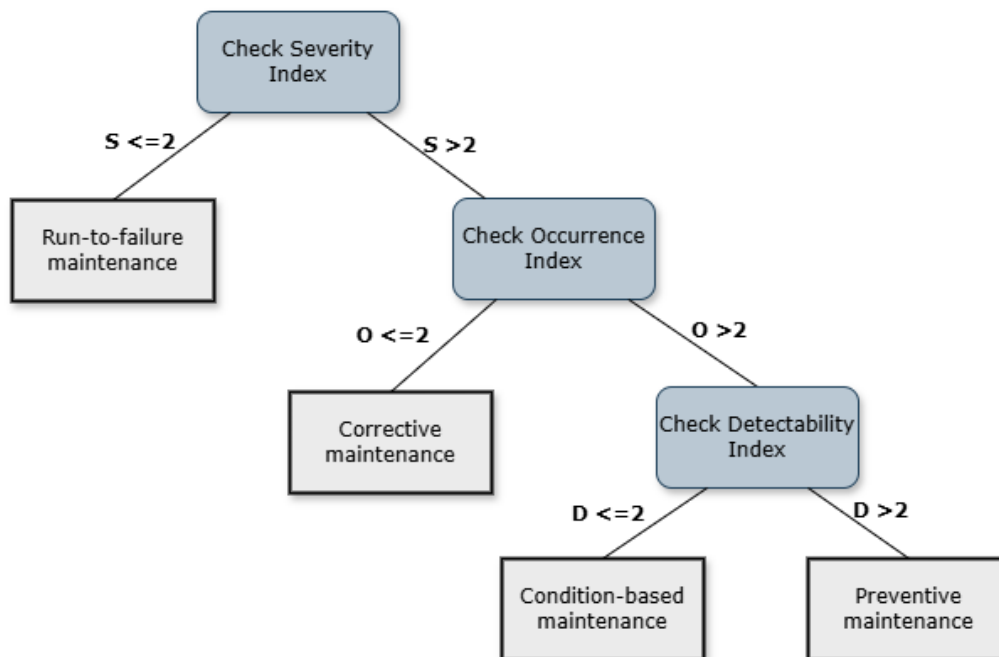 Check Severity
Index
S <=2
S >2
Run-to-failure
maintenance
Check Occurrence
Index
O <=2
O >2
Corrective
maintenance
Check Detectability
Index
D <=2
D >2
Condition-based
maintenance
Preventive
maintenance